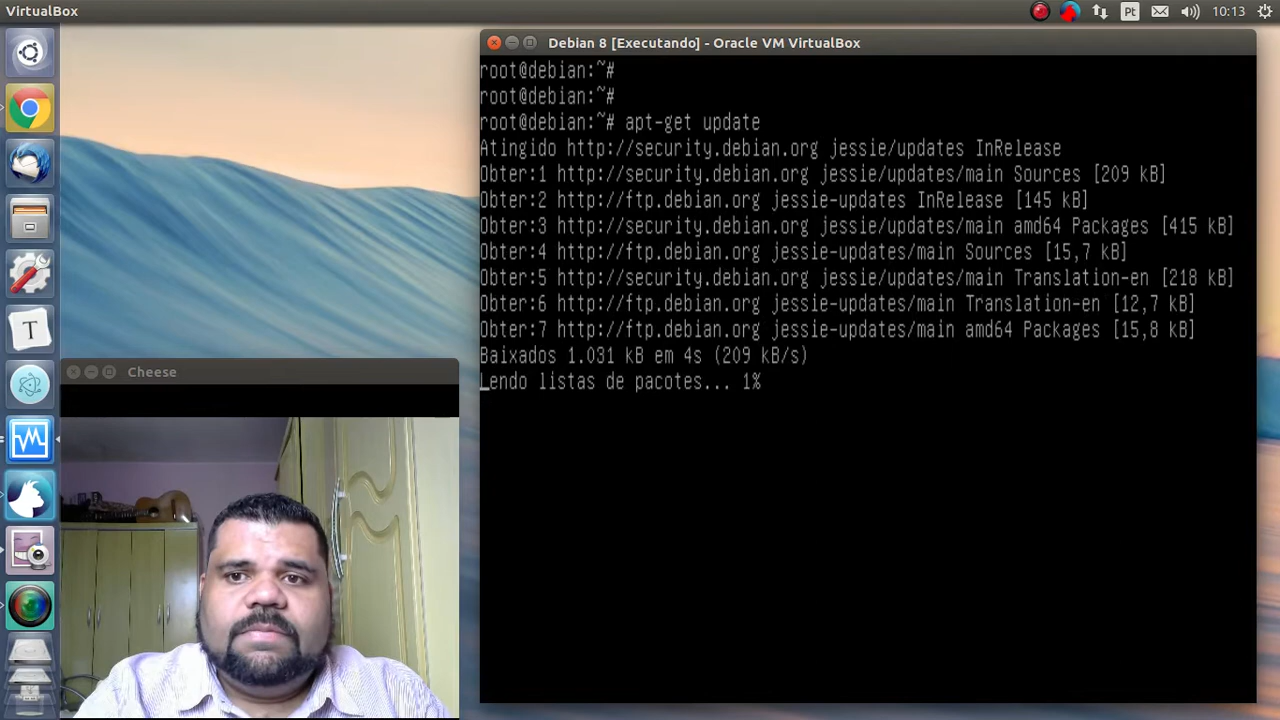 VirtualBox
Pt
10:13
Debian 8 [Executando] - Oracle VM VirtualBox
root@debian:~#
root@debian:~#
root@debian:~# apt-get update
Atingido http://security.debian.org jessie/updates InRelease
Obter:1 http://security.debian.org jessie/updates/main Sources [209 kB]
Obter:2 http://ftp.debian.org jessie-updates InRelease [145 kB]
Obter:3 http://security.debian.org jessie/updates/main amd64 Packages [415 kB]
Obter:4 http://ftp.debian.org jessie-updates/main Sources [15,7 kB]
Obter:5 http://security.debian.org jessie/updates/main Translation-en [218 kB]
Obter:6 http://ftp.debian.org jessie-updates/main Translation-en [12,7 kB]
Obter:7 http://ftp.debian.org jessie-updates/main amd64 Packages [15,8 kB]
Baixados 1.031 kB em 4s (209 kB/s)
Lendo listas de pacotes... 1%
T
Cheese